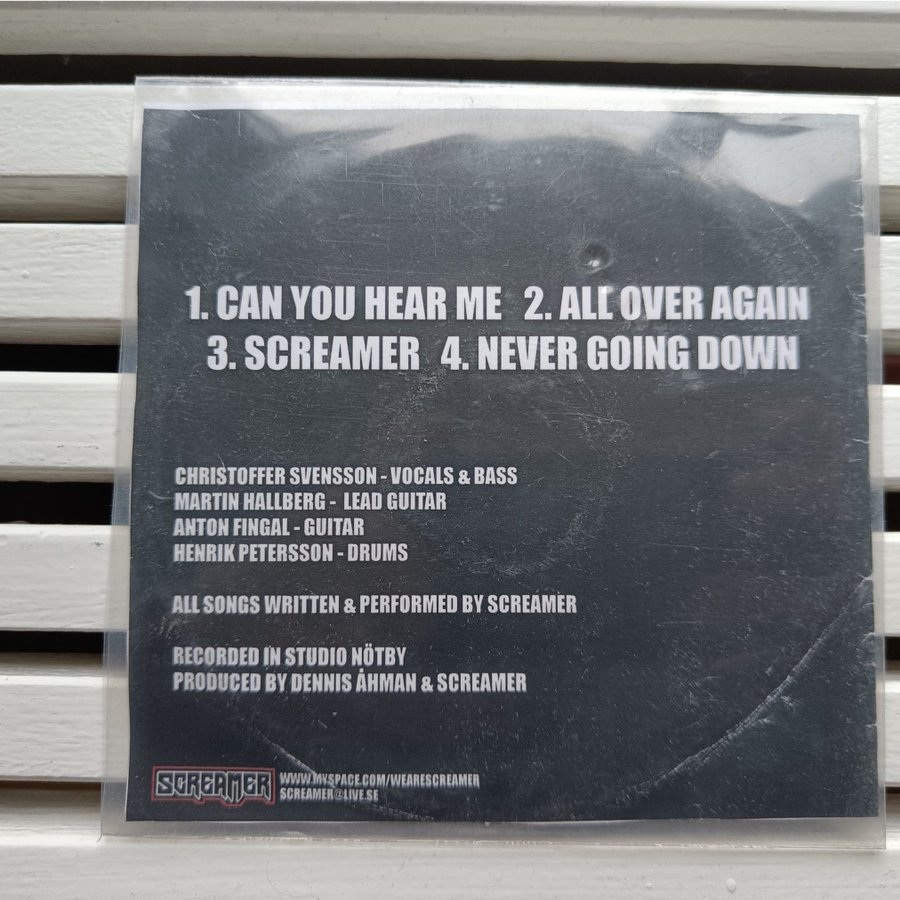 1. CAN YOU HEAR ME 2. ALL OVER AGAIN
3. SCREAMER 4. NEVER GOING DOWN
CHRISTOFFER SVENSSON - VOCALS & BASS
MARTIN HALLBERG - LEAD GUITAR
ANTON FINGAL - GUITAR
HENRIK PETERSSON - DRUMS
ALL SONGS WRITTEN & PERFORMED BY SCREAMER
RECORDED IN STUDIO NÖTBY
PRODUCED BY DENNIS ÅHMAN & SCREAMER
SCREAMER WWW.MYSPACE.COM/WEARESCREAMER
SCREAMER@LIVE.SE